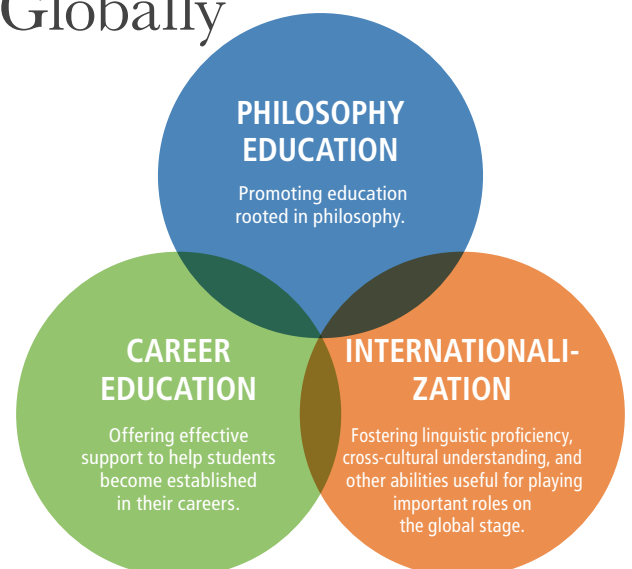 Globally
PHILOSOPHY
EDUCATION
Promoting education
rooted in philosophy.
CAREER
EDUCATION
Offering effective
support to help students
become established
in their careers.
INTERNATIONALI-
ZATION
Fostering linguistic proficiency,
cross-cultural understanding, and
other abilities useful for playing
important roles on
the global stage.